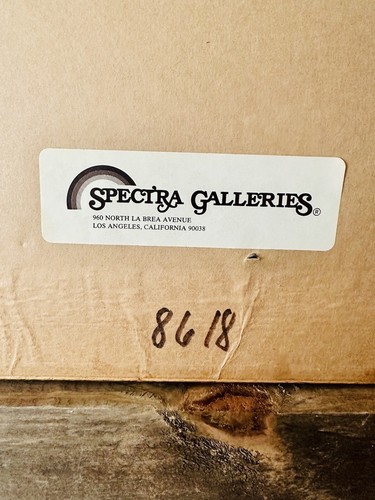 SPECTRA GALLERIES®
960 NORTH LA BREA AVENUE
LOS ANGELES, CALIFORNIA 90038
8618